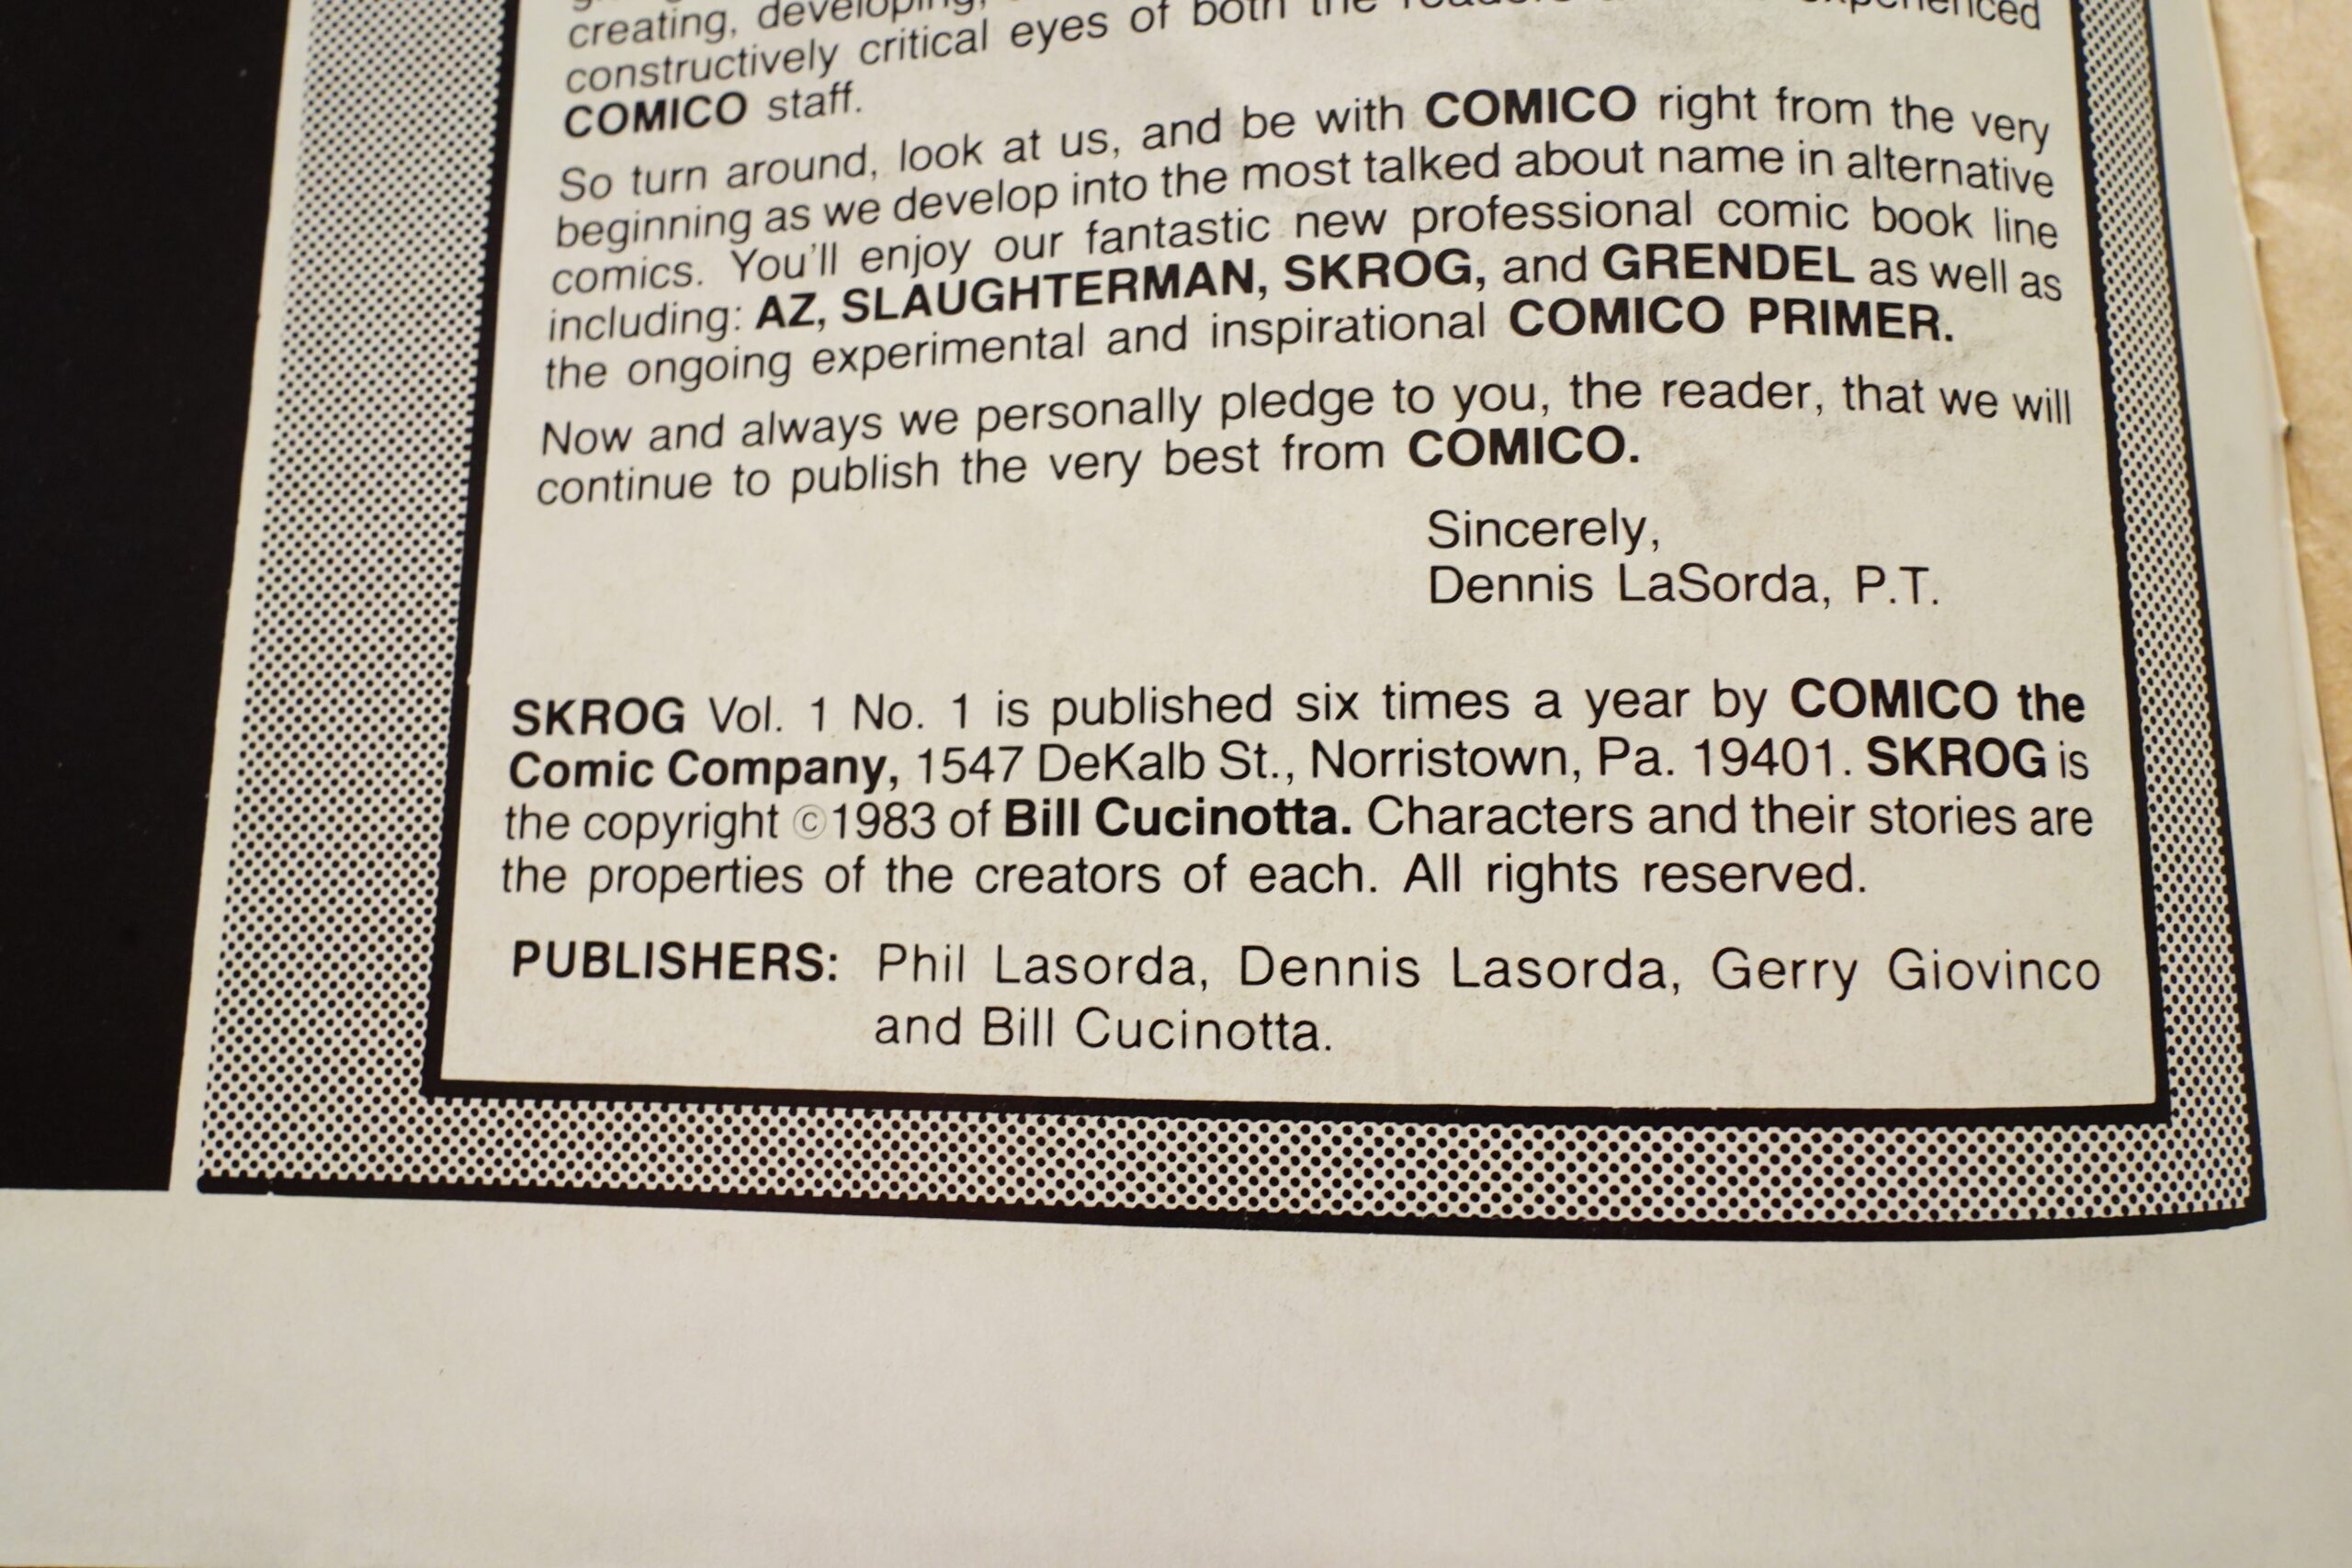 creating, developing,
constructively critical eyes of both the readers experienced
COMICO staff.
So turn around, look at us, and be with COMICO right from the very
beginning as we develop into the most talked about name in alternative
comics. You'll enjoy our fantastic new professional comic book line
including: AZ, SLAUGHTERMAN, SKROG, and GRENDEL as well as
the ongoing experimental and inspirational COMICO PRIMER.
Now and always we personally pledge to you, the reader, that we will
continue to publish the very best from COMICO.
Sincerely,
Dennis LaSorda, P.T.
SKROG Vol. 1 No. 1 is published six times a year by COMICO the
Comic Company, 1547 DeKalb St., Norristown, Pa. 19401. SKROG is
the copyright ©1983 of Bill Cucinotta. Characters and their stories are
the properties of the creators of each. All rights reserved.
PUBLISHERS: Phil Lasorda, Dennis Lasorda, Gerry Giovinco
and Bill Cucinotta.